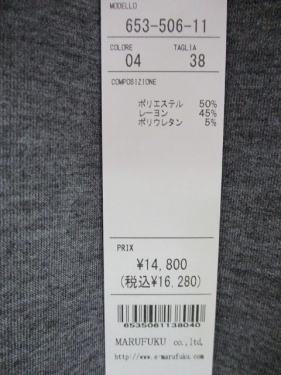 MODELLO
653-506-11
COLORE TAGLIA
04 38
COMPOSIZIONE
ポリエステル 50%
レーヨン 45%
ポリウレタン 5%
PRIX
¥14,800
(税込¥16,280)
6535061138040
MARUFUKU co.,ltd.
http://www.e-marufuku.com/